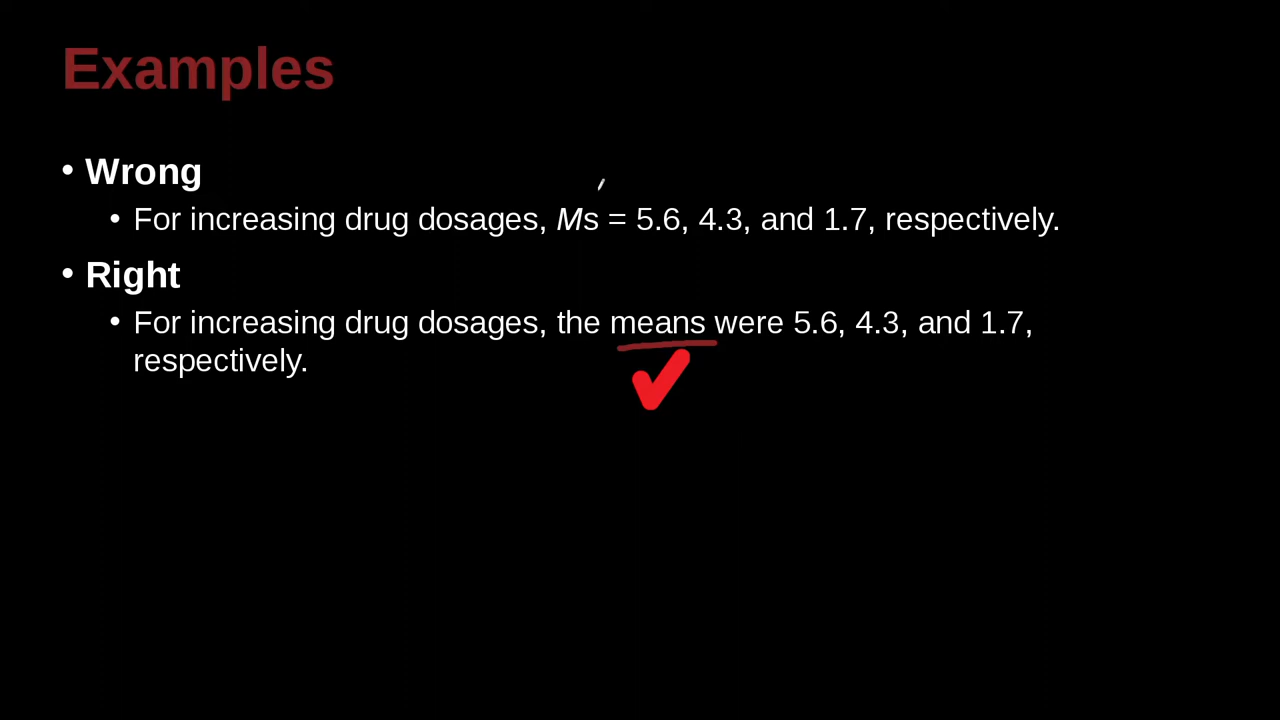 Examples
• Wrong
• For increasing drug dosages, Ms = 5.6, 4.3, and 1.7, respectively.
• Right
• For increasing drug dosages, the means were 5.6, 4.3, and 1.7,
respectively.